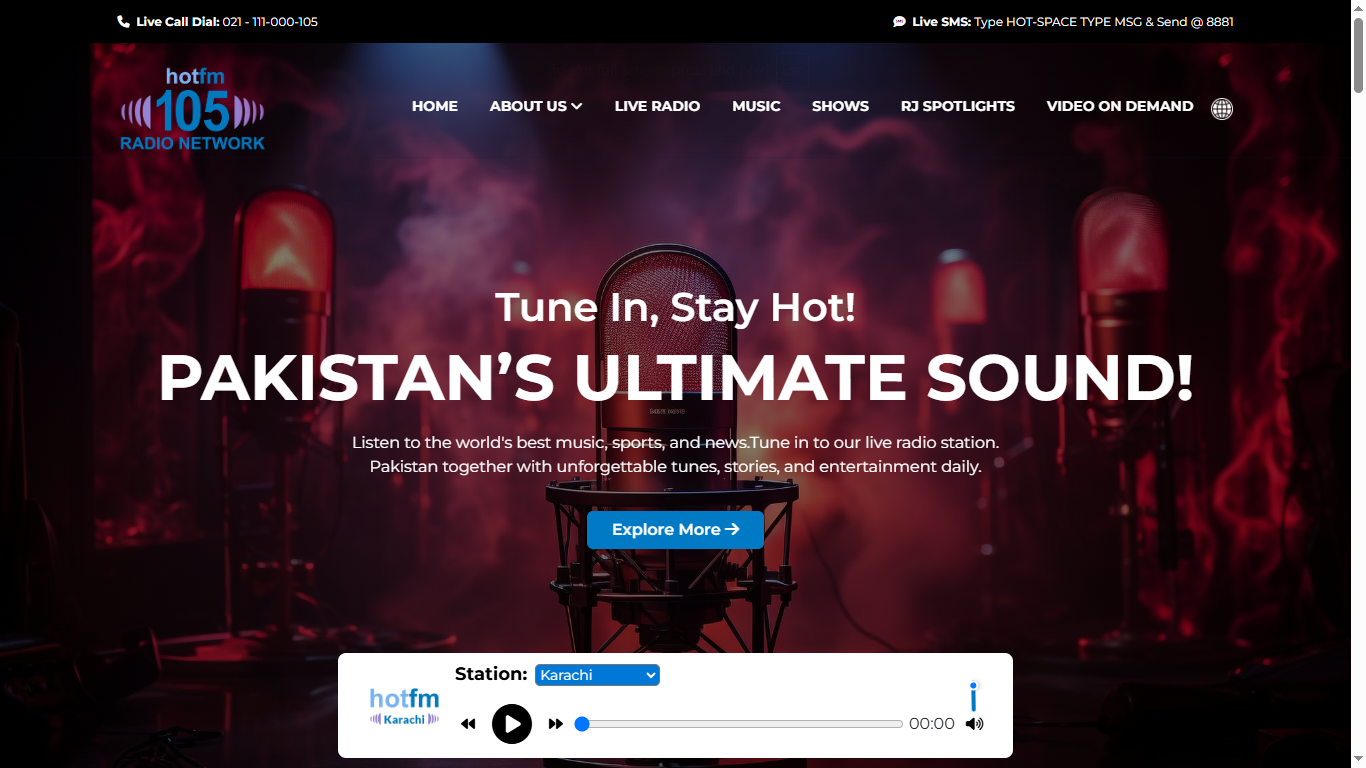 Live Call Dial: 021 - 111-000-105
Live SMS: Type HOT-SPACE TYPE MSG & Send @ 8881
hotfm
105
RADIO NETWORK
HOME
ABOUT US
LIVE RADIO
MUSIC
SHOWS
RJ SPOTLIGHTS
VIDEO ON DEMAND
Tune In, Stay Hot!
PAKISTAN’S ULTIMATE SOUND!
Listen to the world's best music, sports, and news.Tune in to our live radio station.
Pakistan together with unforgettable tunes, stories, and entertainment daily.
Explore More
Station: Karachi
hotfm
Karachi
00:00